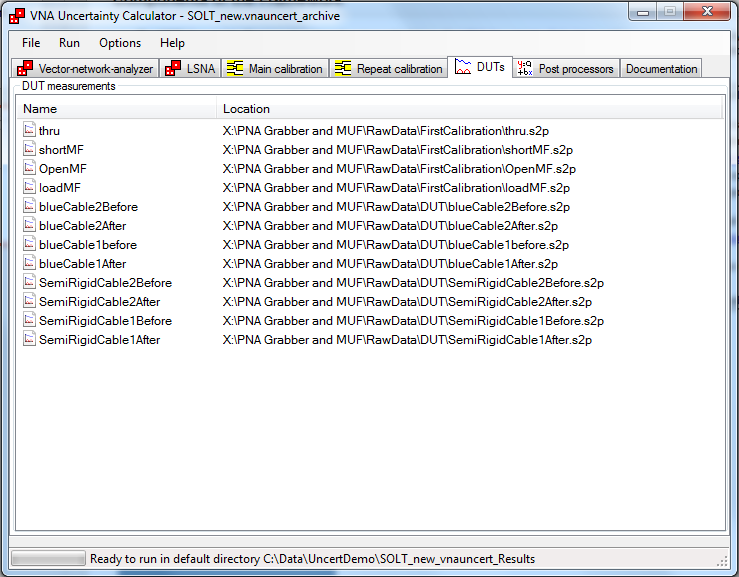 VNA Uncertainty Calculator - SOLT_new.vnauncert_archive
File Run Options Help
Vector-network-analyzer LSNA Main calibration Repeat calibration DUTs Post processors Documentation
DUT measurements
Name Location
thru X:\PNA Grabber and MUF\RawData\FirstCalibration\thru.s2p
shortMF X:\PNA Grabber and MUF\RawData\FirstCalibration\shortMF.s2p
OpenMF X:\PNA Grabber and MUF\RawData\FirstCalibration\OpenMF.s2p
loadMF X:\PNA Grabber and MUF\RawData\FirstCalibration\loadMF.s2p
blueCable2Before X:\PNA Grabber and MUF\RawData\DUT\blueCable2Before.s2p
blueCable2After X:\PNA Grabber and MUF\RawData\DUT\blueCable2After.s2p
blueCable1before X:\PNA Grabber and MUF\RawData\DUT\blueCable1before.s2p
blueCable1After X:\PNA Grabber and MUF\RawData\DUT\blueCable1After.s2p
SemiRigidCable2Before X:\PNA Grabber and MUF\RawData\DUT\SemiRigidCable2Before.s2p
SemiRigidCable2After X:\PNA Grabber and MUF\RawData\DUT\SemiRigidCable2After.s2p
SemiRigidCable1Before X:\PNA Grabber and MUF\RawData\DUT\SemiRigidCable1Before.s2p
SemiRigidCable1After X:\PNA Grabber and MUF\RawData\DUT\SemiRigidCable1After.s2p
Ready to run in default directory C:\Data\UncertDemo\SOLT_new_vnauncert_Results